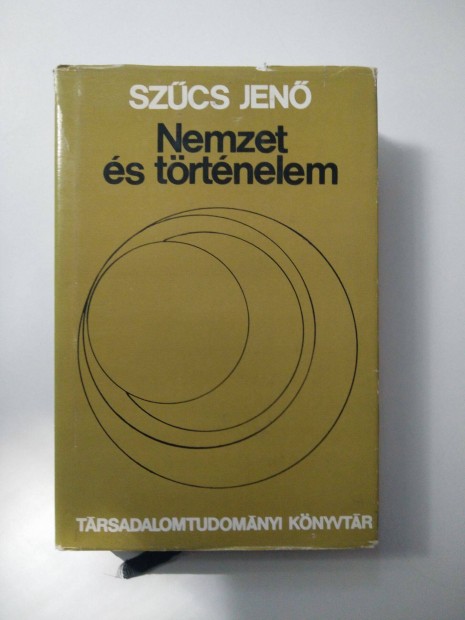 SZŰCS JENŐ
Nemzet
és történelem
TÁRSADALOMTUDOMÁNYI KÖNYVTÁR